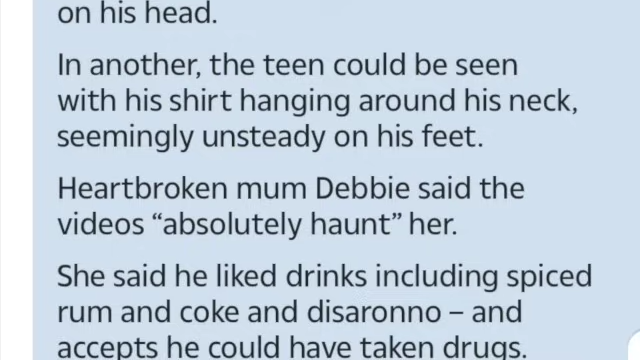 on his head.
In another, the teen could be seen
with his shirt hanging around his neck,
seemingly unsteady on his feet.
Heartbroken mum Debbie said the
videos “absolutely haunt” her.
She said he liked drinks including spiced
rum and coke and disaronno – and
accepts he could have taken drugs.